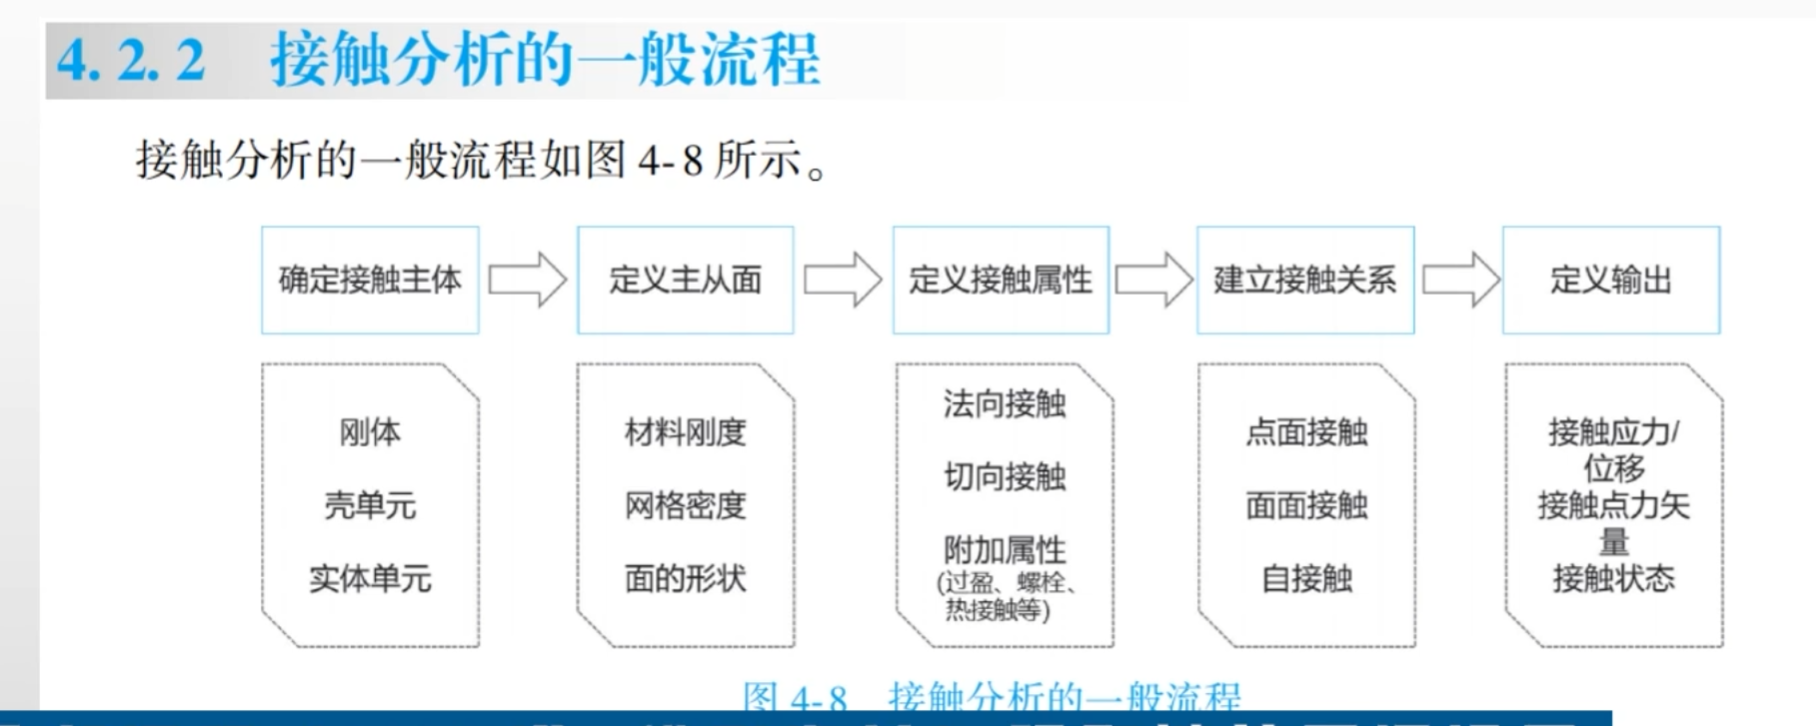 4.2.2 接触分析的一般流程
接触分析的一般流程如图 4-8 所示。
确定接触主体
定义主从面
定义接触属性
建立接触关系
定义输出
刚体
壳单元
实体单元
材料刚度
网格密度
面的形状
法向接触
切向接触
附加属性
(过盈、螺栓、
热接触等)
点面接触
面面接触
自接触
接触应力/
位移
接触点力矢
量
接触状态
图 4-8 接触分析的一般流程